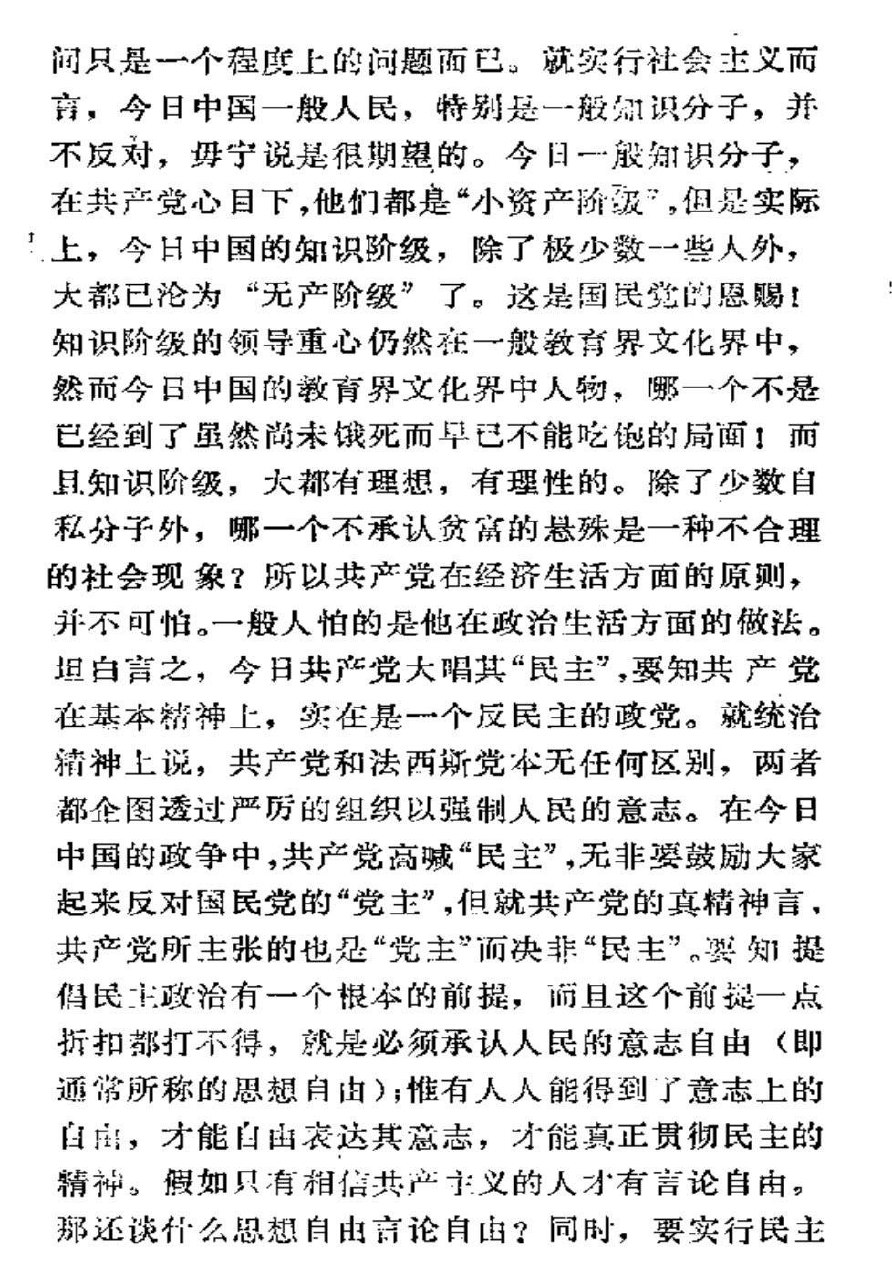 间只是一个程度上的问题而已。就实行社会主义而
言，今日中国一般人民，特别是一般知识分子，并
不反对，毋宁说是很期望的。今日一般知识分子，
在共产党心目下，他们都是“小资产阶级”，但是实际
上，今日中国的知识阶级，除了极少数一些人外，
大都已沦为“无产阶级”了。这是国民党的恩赐！
知识阶级的领导重心仍然在一般教育界文化界中，
然而今日中国的教育界文化界中人物，哪一个不是
已经到了虽然尚未饿死而早已不能吃饱的局面！而
且知识阶级，大都有理想，有理性的。除了少数自
私分子外，哪一个不承认贫富的悬殊是一种不合理
的社会现象？所以共产党在经济生活方面的原则，
并不可怕。一般人怕的是他在政治生活方面的做法。
坦白言之，今日共产党大唱其“民主”，要知共产党
在基本精神上，实在是一个反民主的政党。就统治
精神上说，共产党和法西斯党本无任何区别，两者
都企图透过严厉的组织以强制人民的意志。在今日
中国的政争中，共产党高喊“民主”，无非要鼓励大家
起来反对国民党的“党主”，但就共产党的真精神言，
共产党所主张的也是“党主”而决非“民主”。要知提
倡民主政治有一个根本的前提，而且这个前提一点
折扣都打不得，就是必须承认人民的意志自由（即
通常所称的思想自由）；惟有人人能得到了意志上的
自由，才能自由表达其意志，才能真正贯彻民主的
精神。假如只有相信共产主义的人才有言论自由，
那还谈什么思想自由言论自由？同时，要实行民主